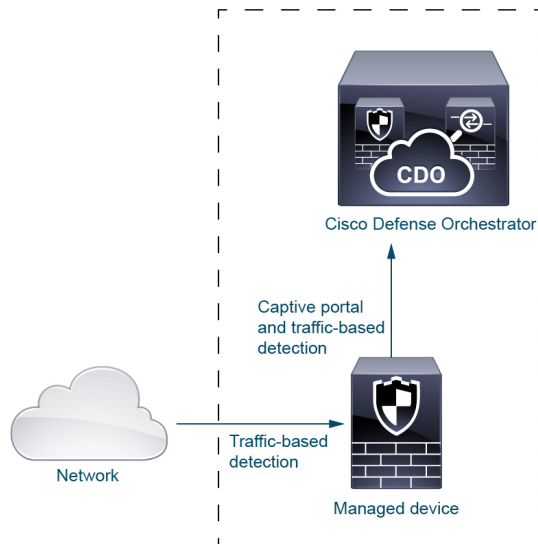 CDO
Cisco Defense Orchestrator
Captive portal
and traffic-based
detection
Traffic-based
detection
Network
Managed device